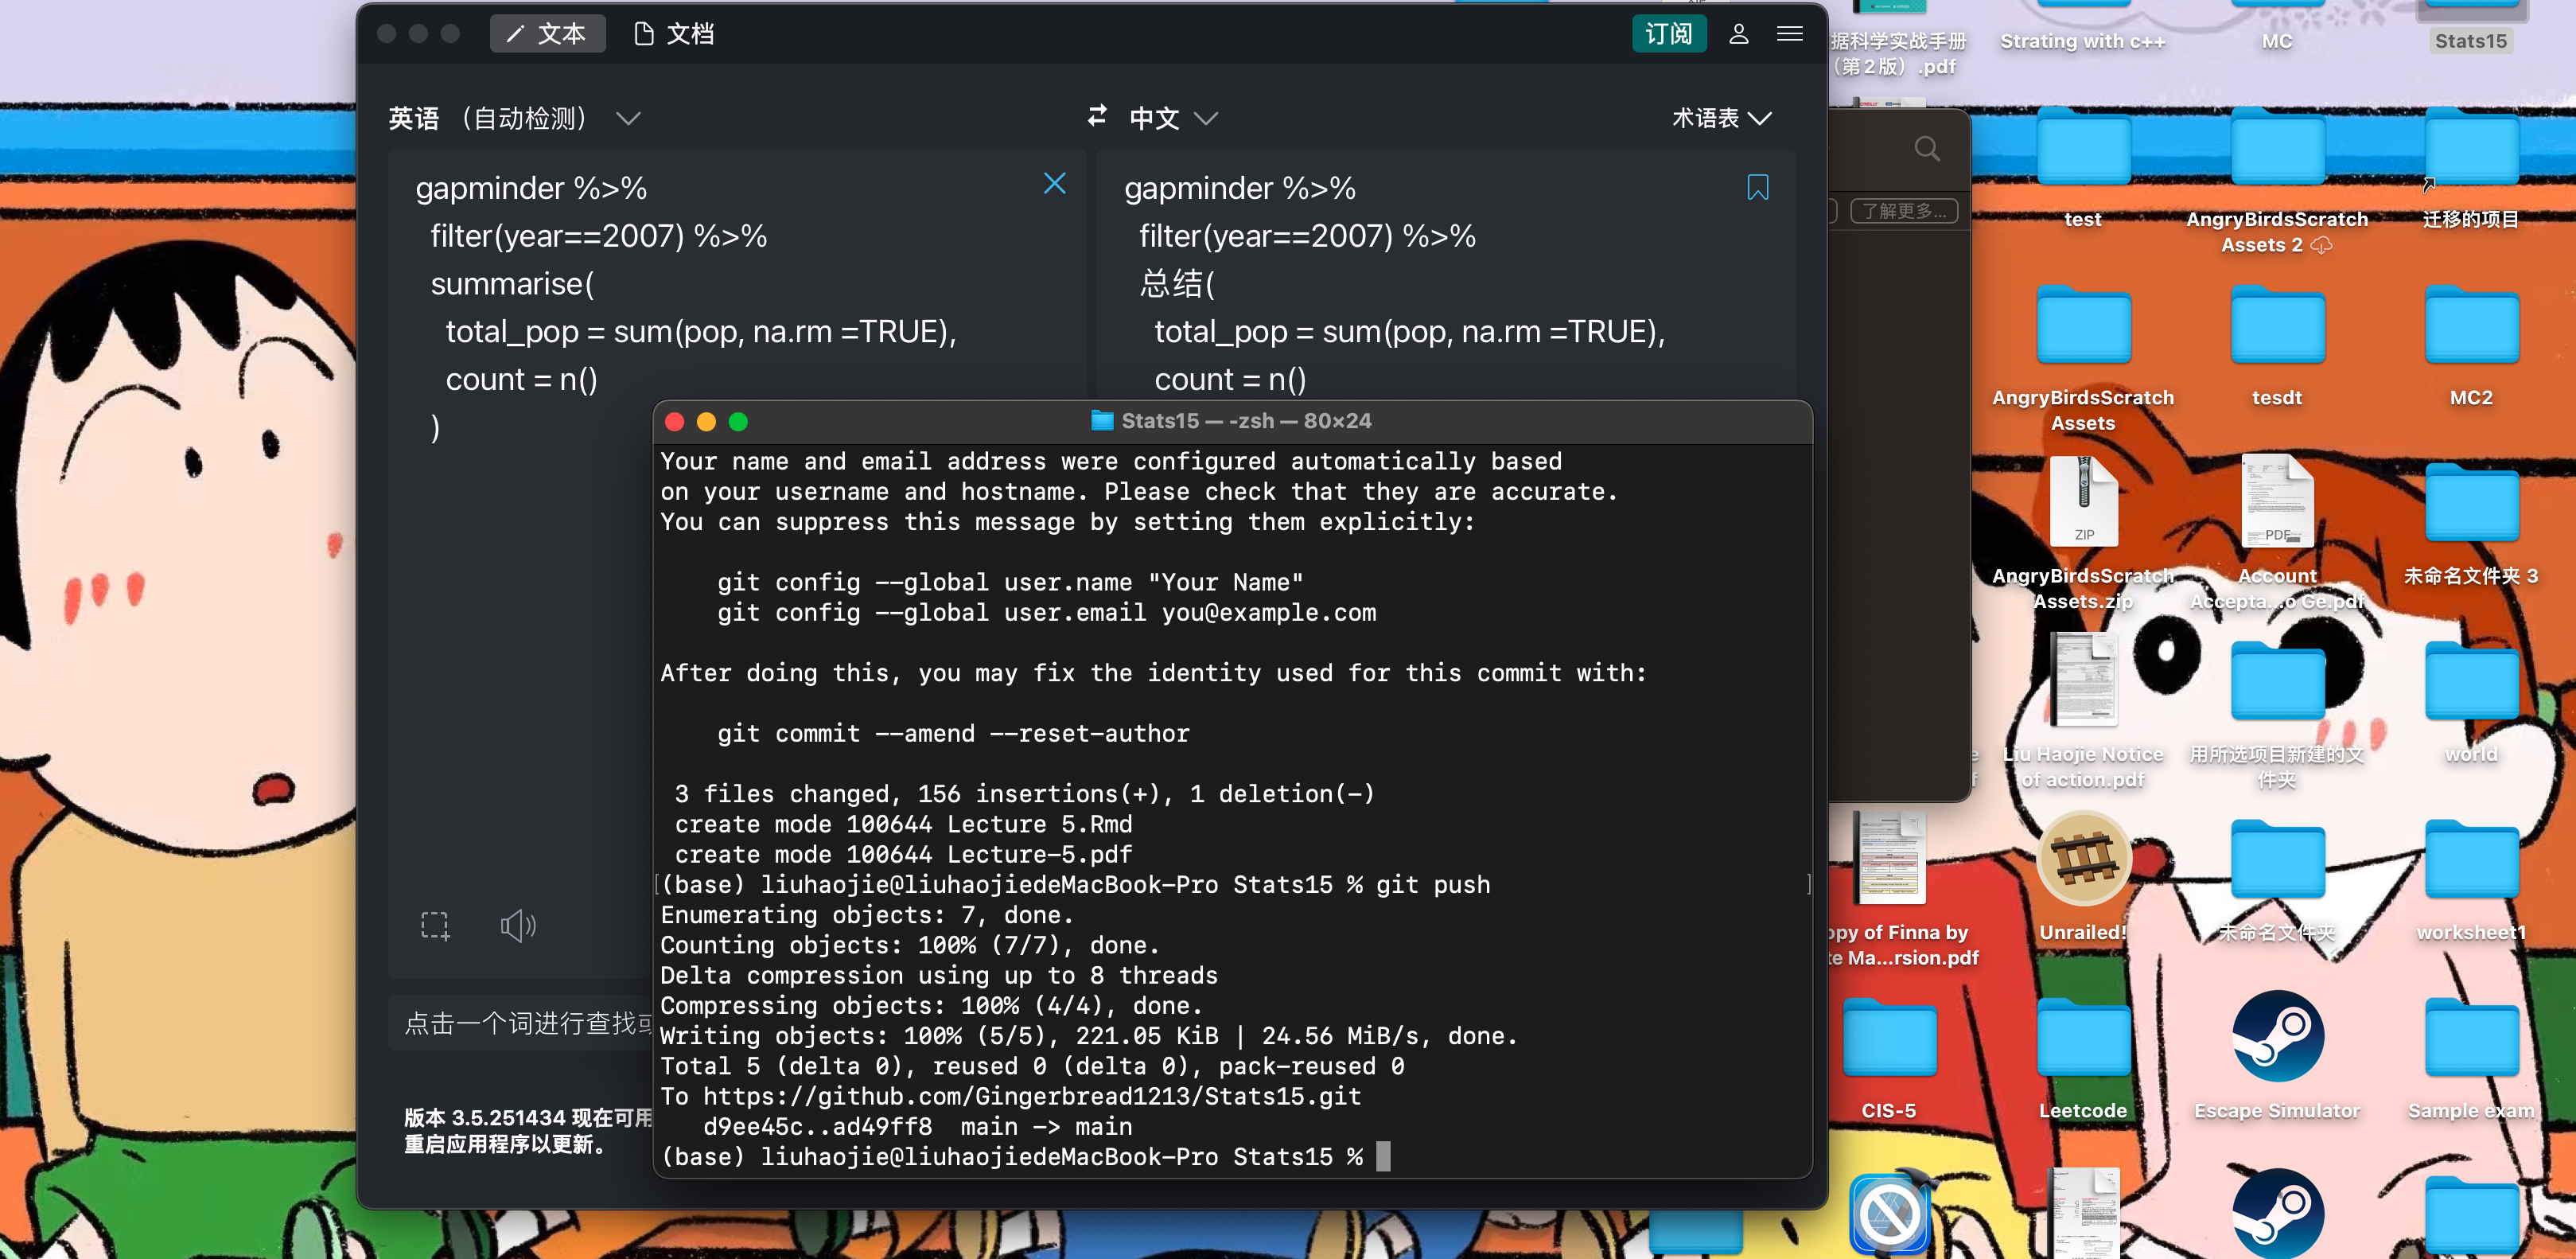 文本
文档
订阅
英语 （自动检测）
中文
术语表
gapminder %>%
filter(year==2007) %>%
summarise(
total_pop = sum(pop, na.rm =TRUE),
count = n()
)
gapminder %>%
filter(year==2007) %>%
总结(
total_pop = sum(pop, na.rm =TRUE),
count = n()
点击一个词进行查找
版本 3.5.251434 现在可用
重启应用程序以更新。
Stats15 — -zsh — 80×24
Your name and email address were configured automatically based
on your username and hostname. Please check that they are accurate.
You can suppress this message by setting them explicitly:
git config --global user.name "Your Name"
git config --global user.email you@example.com
After doing this, you may fix the identity used for this commit with:
git commit --amend --reset-author
3 files changed, 156 insertions(+), 1 deletion(-)
create mode 100644 Lecture 5.Rmd
create mode 100644 Lecture-5.pdf
[(base) liuhaojie@liuhaojiedeMacBook-Pro Stats15 % git push ]
Enumerating objects: 7, done.
Counting objects: 100% (7/7), done.
Delta compression using up to 8 threads
Compressing objects: 100% (4/4), done.
Writing objects: 100% (5/5), 221.05 KiB | 24.56 MiB/s, done.
Total 5 (delta 0), reused 0 (delta 0), pack-reused 0
To https://github.com/Gingerbread1213/Stats15.git
d9ee45c..ad49ff8 main -> main
(base) liuhaojie@liuhaojiedeMacBook-Pro Stats15 %
了解更多...
据科学实战手册
（第2版）.pdf
Strating with c++
MC
Stats15
test
AngryBirdsScratch
Assets 2
迁移的项目
AngryBirdsScratch
Assets
tesdt
MC2
ZIP
AngryBirdsScratch
Assets.zip
PDF
Account
Accepta...o Ge.pdf
未命名文件夹 3
Liu Haojie Notice
of action.pdf
用所选项目新建的文
件夹
world
opy of Finna by
te Ma...rsion.pdf
Unrailed!
未命名文件夹
worksheet1
CIS-5
Leetcode
Escape Simulator
Sample exam